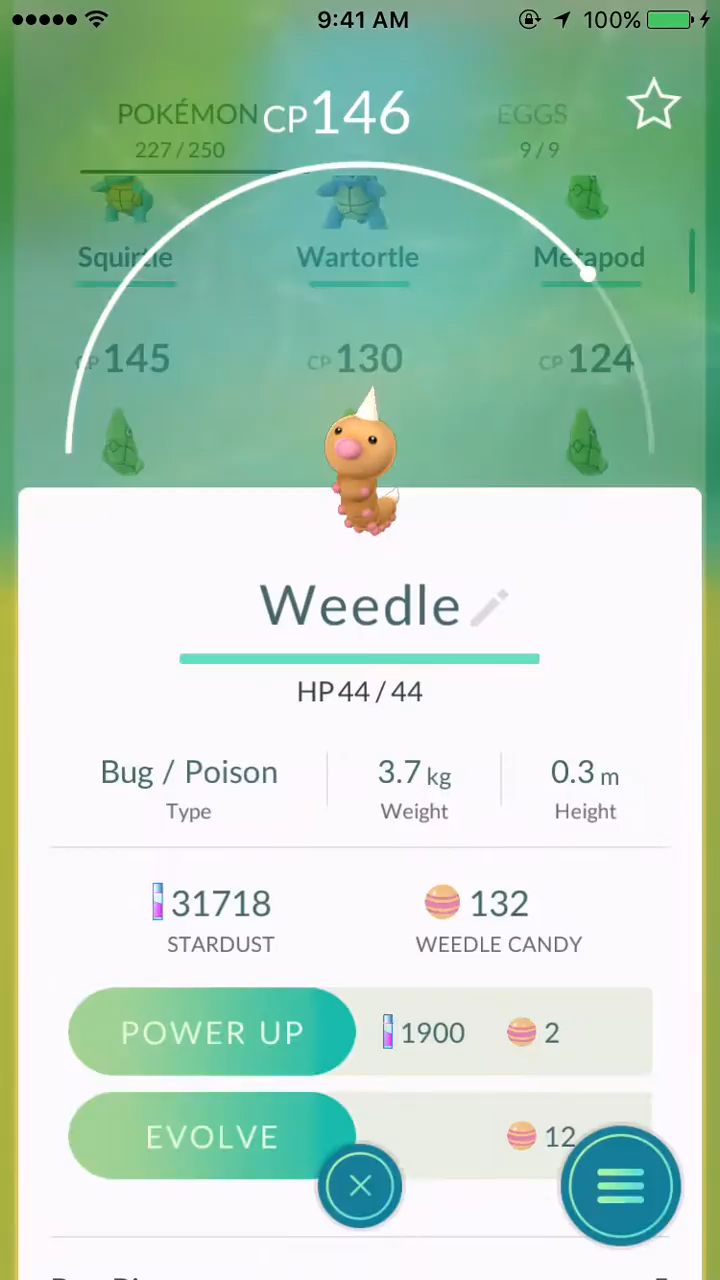 9:41 AM 100%
POKÉMON CP146 EGGS
227 / 250 9 / 9
Squirtle Wartortle Metapod
CP145 CP130 CP124
Weedle
HP 44 / 44
Bug / Poison 3.7 kg 0.3 m
Type Weight Height
31718 132
STARDUST WEEDLE CANDY
POWER UP 1900 2
EVOLVE 12